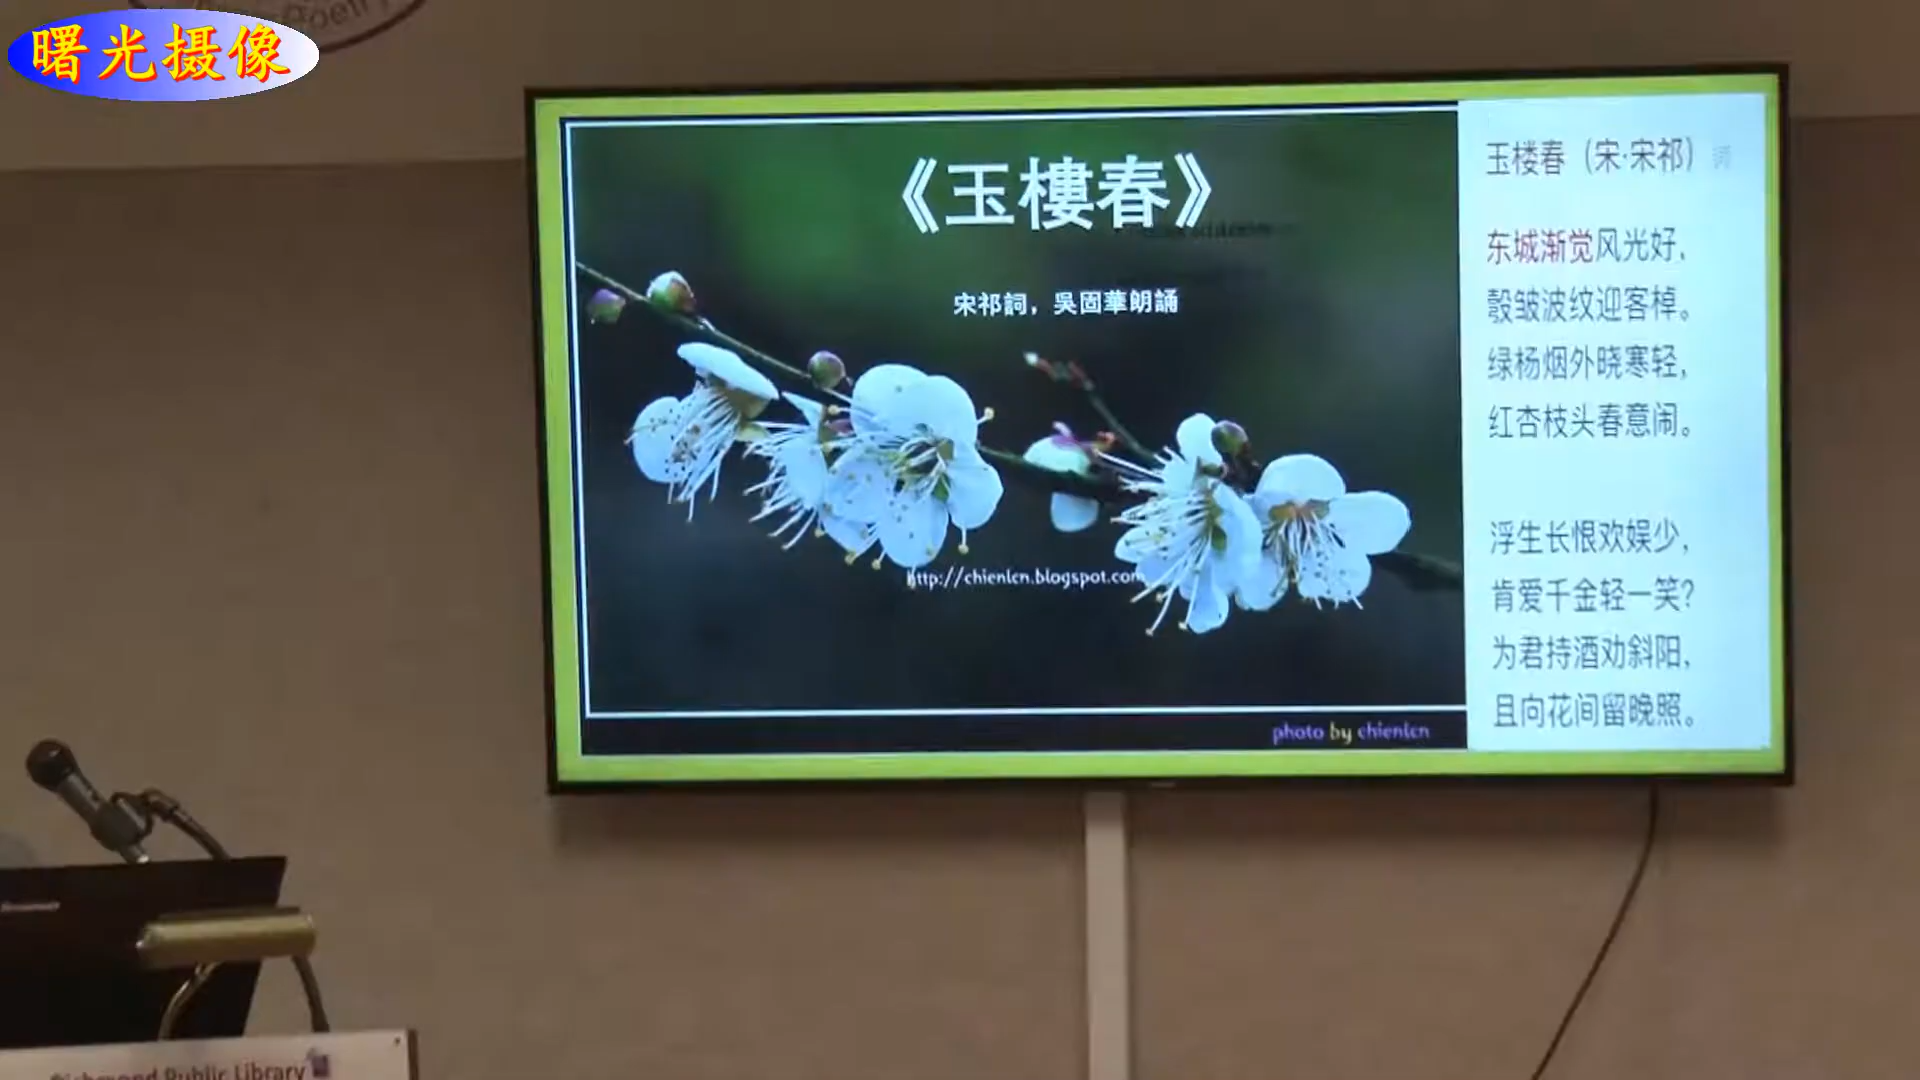 曙光摄像
Poetry
《玉樓春》
宋祁詞，吳固華朗誦
http://chienlcn.blogspot.com
photo by chienlcn
玉楼春（宋·宋祁）
东城渐觉风光好，
縠皱波纹迎客棹。
绿杨烟外晓寒轻，
红杏枝头春意闹。
浮生长恨欢娱少，
肯爱千金轻一笑？
为君持酒劝斜阳，
且向花间留晚照。
Richmond Public Library